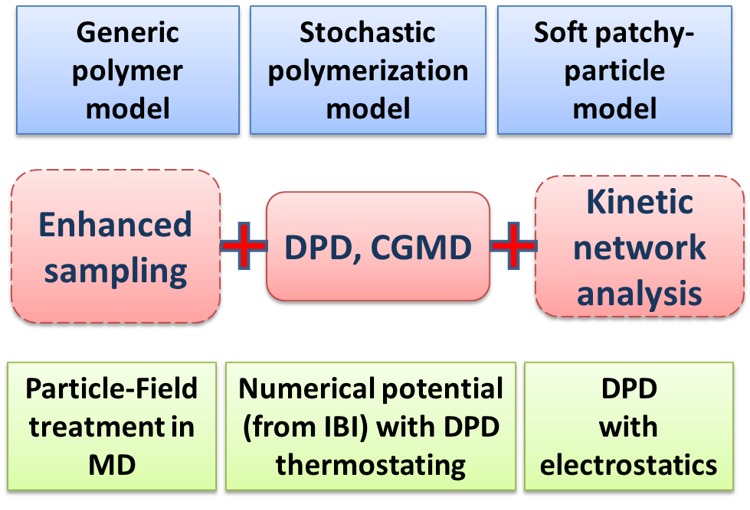 Generic
polymer
model
Stochastic
polymerization
model
Soft patchy-
particle
model
Enhanced
sampling
DPD, CGMD
Kinetic
network
analysis
Particle-Field
treatment in
MD
Numerical potential
(from IBI) with DPD
thermostating
DPD
with
electrostatics